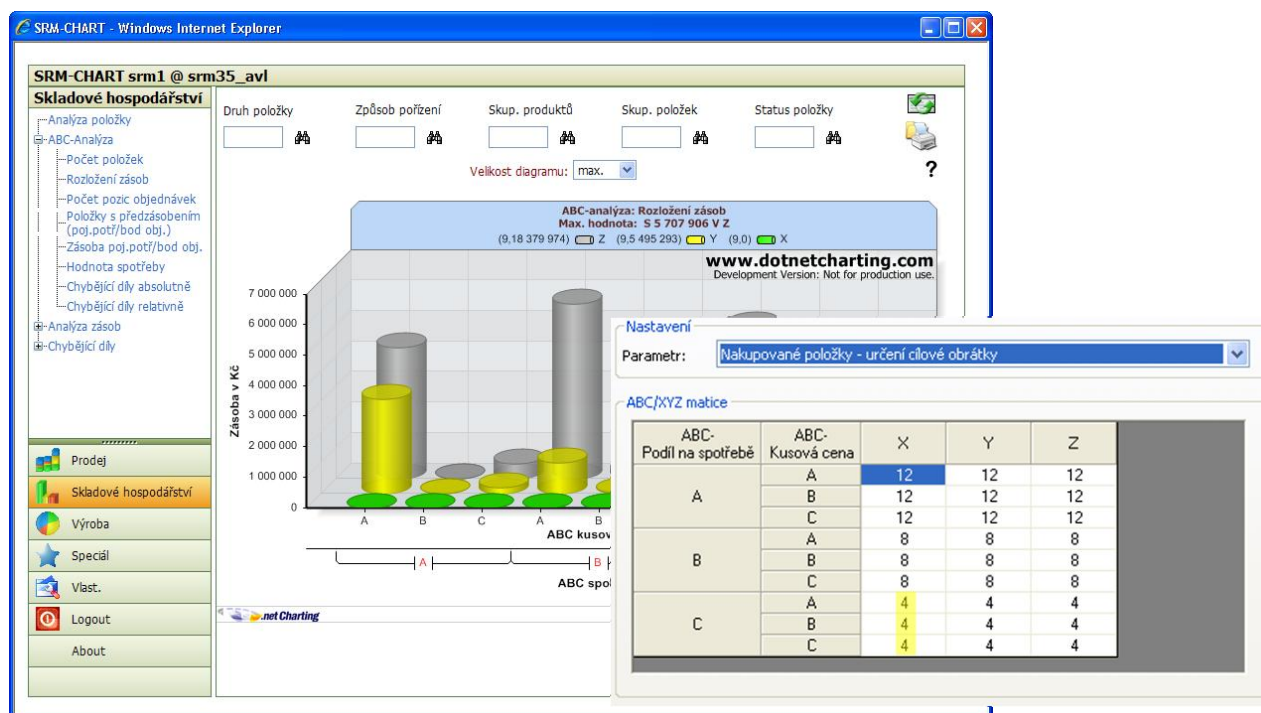 SRM-CHART - Windows Internet Explorer
SRM-CHART srm1 @ srm35_avl
Skladové hospodářství
Analýza položky
ABC-Analýza
Počet položek
Rozložení zásob
Počet pozic objednávek
Položky s předzásobením
(poj.potř/bod obj.)
Zásoba poj.potř/bod obj.
Hodnota spotřeby
Chybějící díly absolutně
Chybějící díly relativně
Analýza zásob
Chybějící díly
Prodej
Skladové hospodářství
Výroba
Speciál
Vlast.
Logout
About
Druh položky Způsob pořízení Skup. produktů Skup. položek Status položky
Velikost diagramu: max.
?
ABC-analýza: Rozložení zásob
Max. hodnota: S 5 707 906 V Z
(9,18 379 974) Z (9,5 495 293) Y (9,0) X
www.dotnetcharting.com
Development Version: Not for production use.
Zásoba v Kč
7 000 000
6 000 000
5 000 000
4 000 000
3 000 000
2 000 000
1 000 000
0
A B C A B
ABC kusov
A B
ABC spo
.net Charting
Nastavení
Parametr: Nakupované položky - určení cílové obrátky
ABC/XYZ matice
ABC- ABC- X Y Z
Podíl na spotřebě Kusová cena
A A 12 12 12
B 12 12 12
C 12 12 12
B A 8 8 8
B 8 8 8
C 8 8 8
C A 4 4 4
B 4 4 4
C 4 4 4